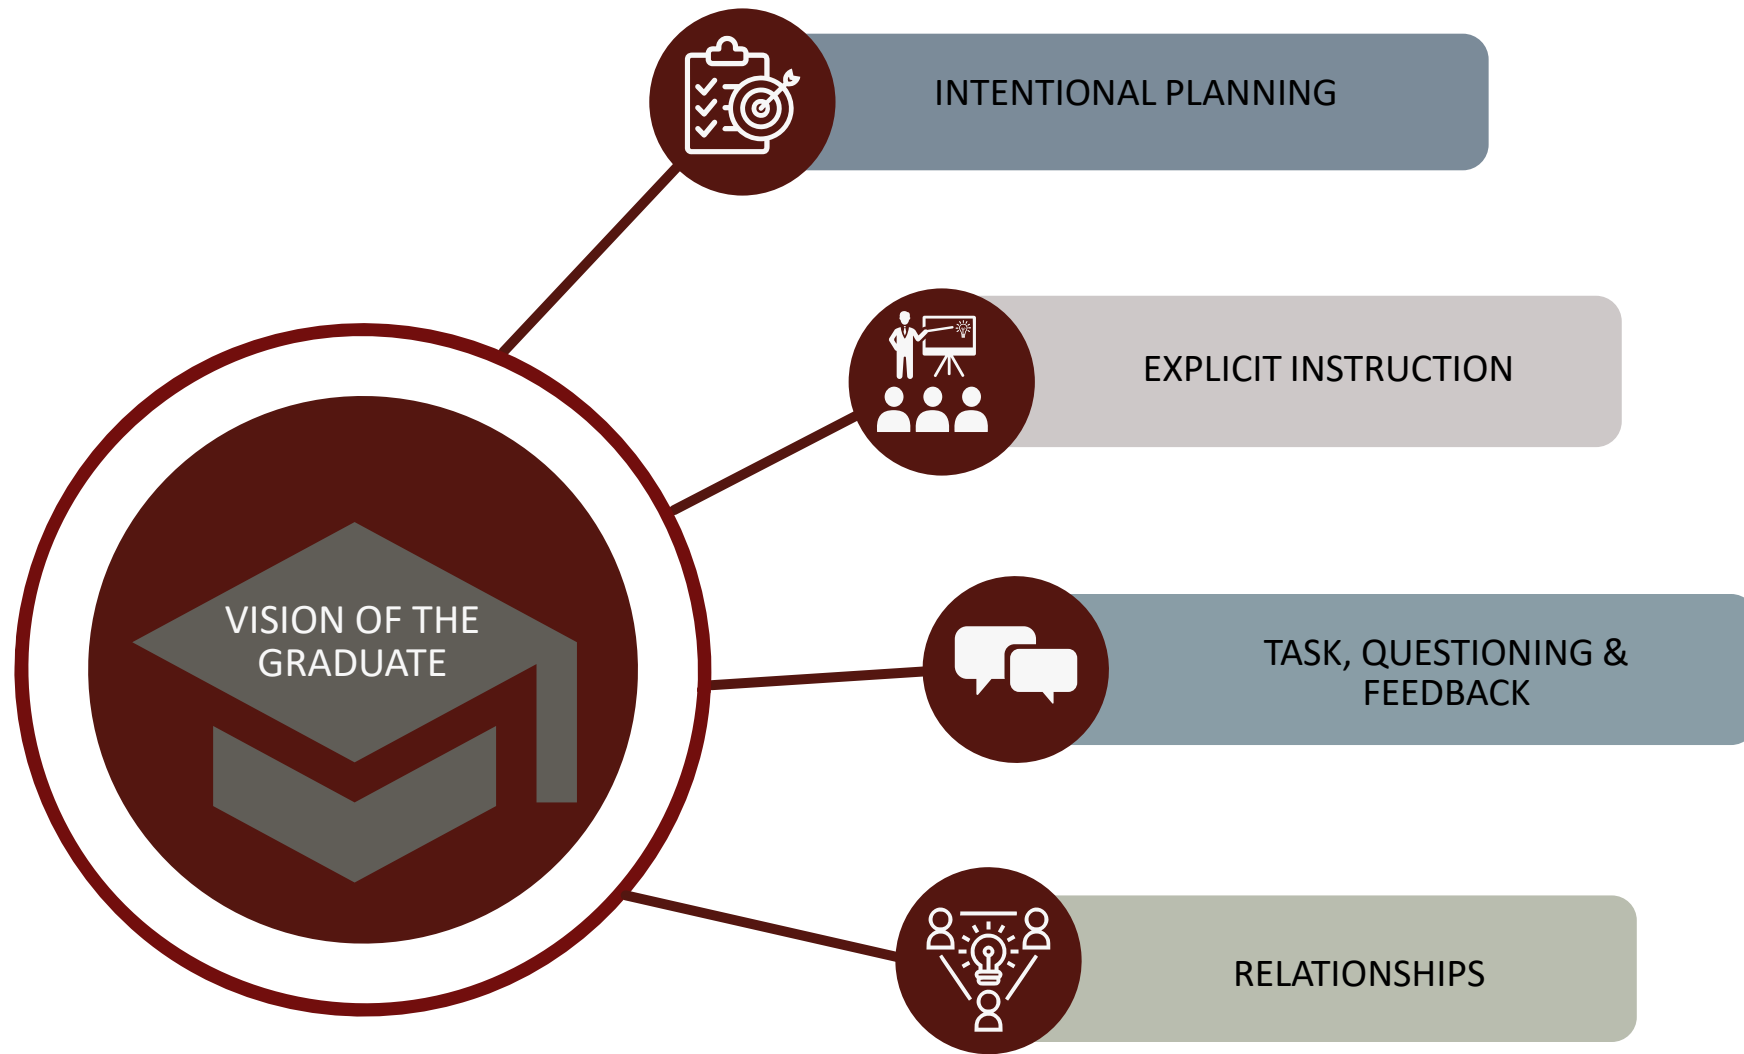 INTENTIONAL PLANNING
EXPLICIT INSTRUCTION
VISION OF THE
GRADUATE
TASK, QUESTIONING &
FEEDBACK
RELATIONSHIPS